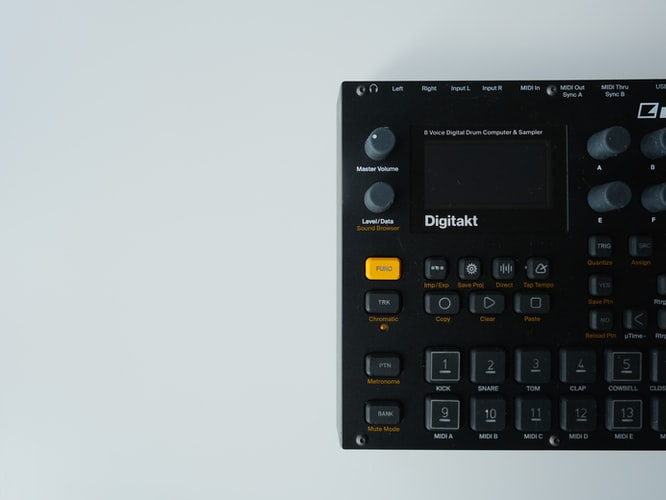 Left Right Input L Input R MIDI In MIDI Out MIDI Thru
Sync A Sync B
8 Voice Digital Drum Computer & Sampler
Master Volume
A B
Level/Data
Sound Browser
Digitakt
E F
FUNC
TRIG SRC
Quantize Assign
Imp/Exp Save Proj Direct Tap Tempo
TRK
YES
Chromatic Copy Clear Paste
Save Ptn
NO
Reload Ptn µTime-
PTN 1 2 3 4 5
Metronome KICK SNARE TOM CLAP COWBELL
BANK 9 10 11 12 13
Mute Mode MIDI A MIDI B MIDI C MIDI D MIDI E